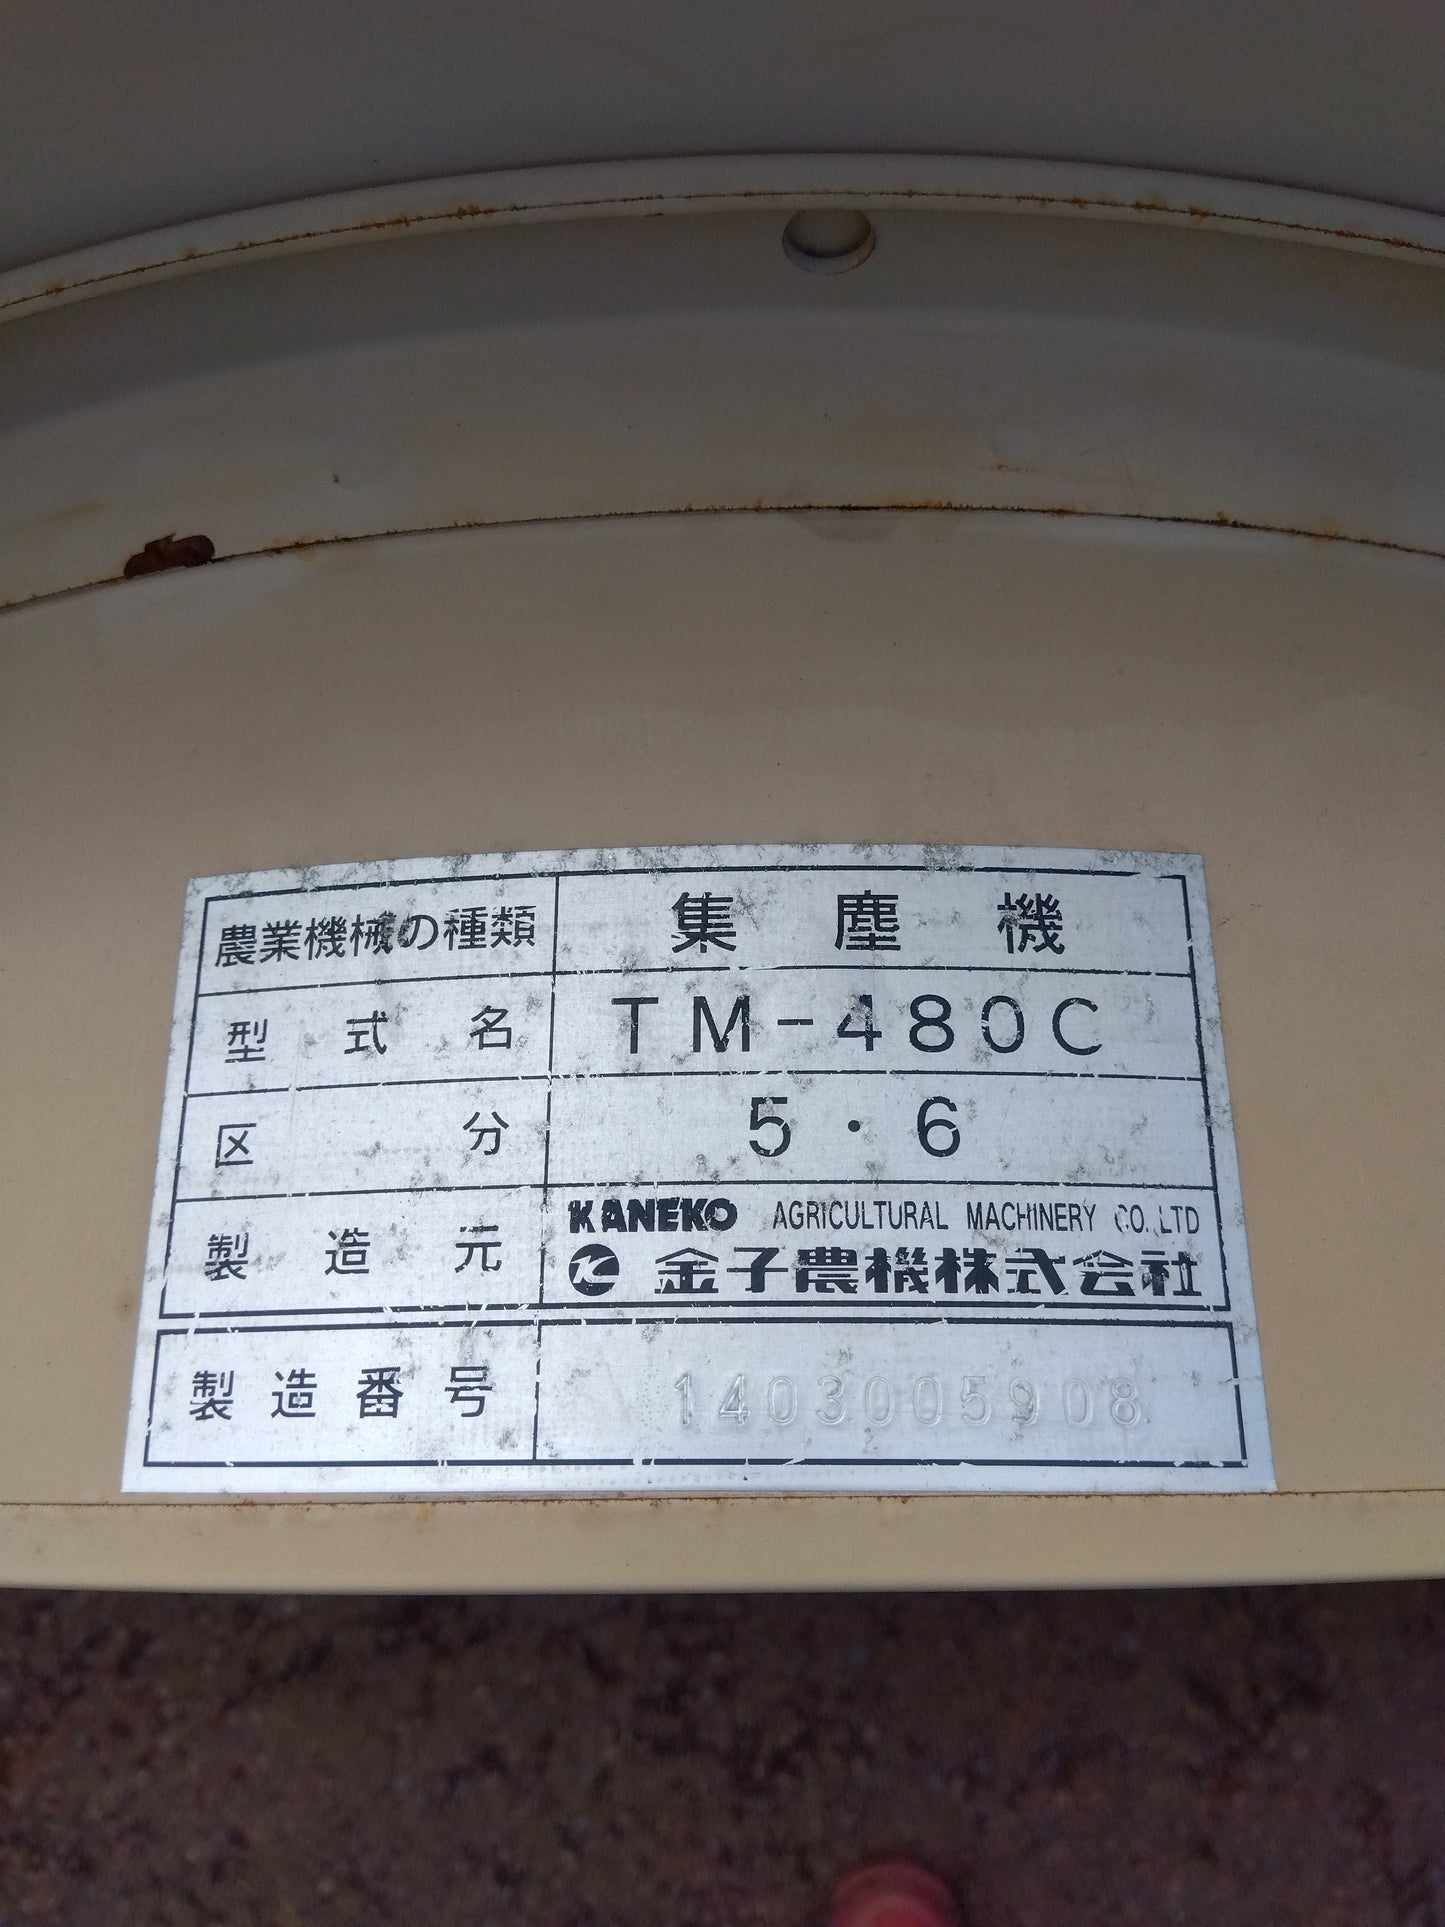 農業機械の種類 集塵機
型式名 TM-480C
区分 5・6
製造元 KANEKO AGRICULTURAL MACHINERY CO.,LTD
K 金子農機株式会社
製造番号 1403005908